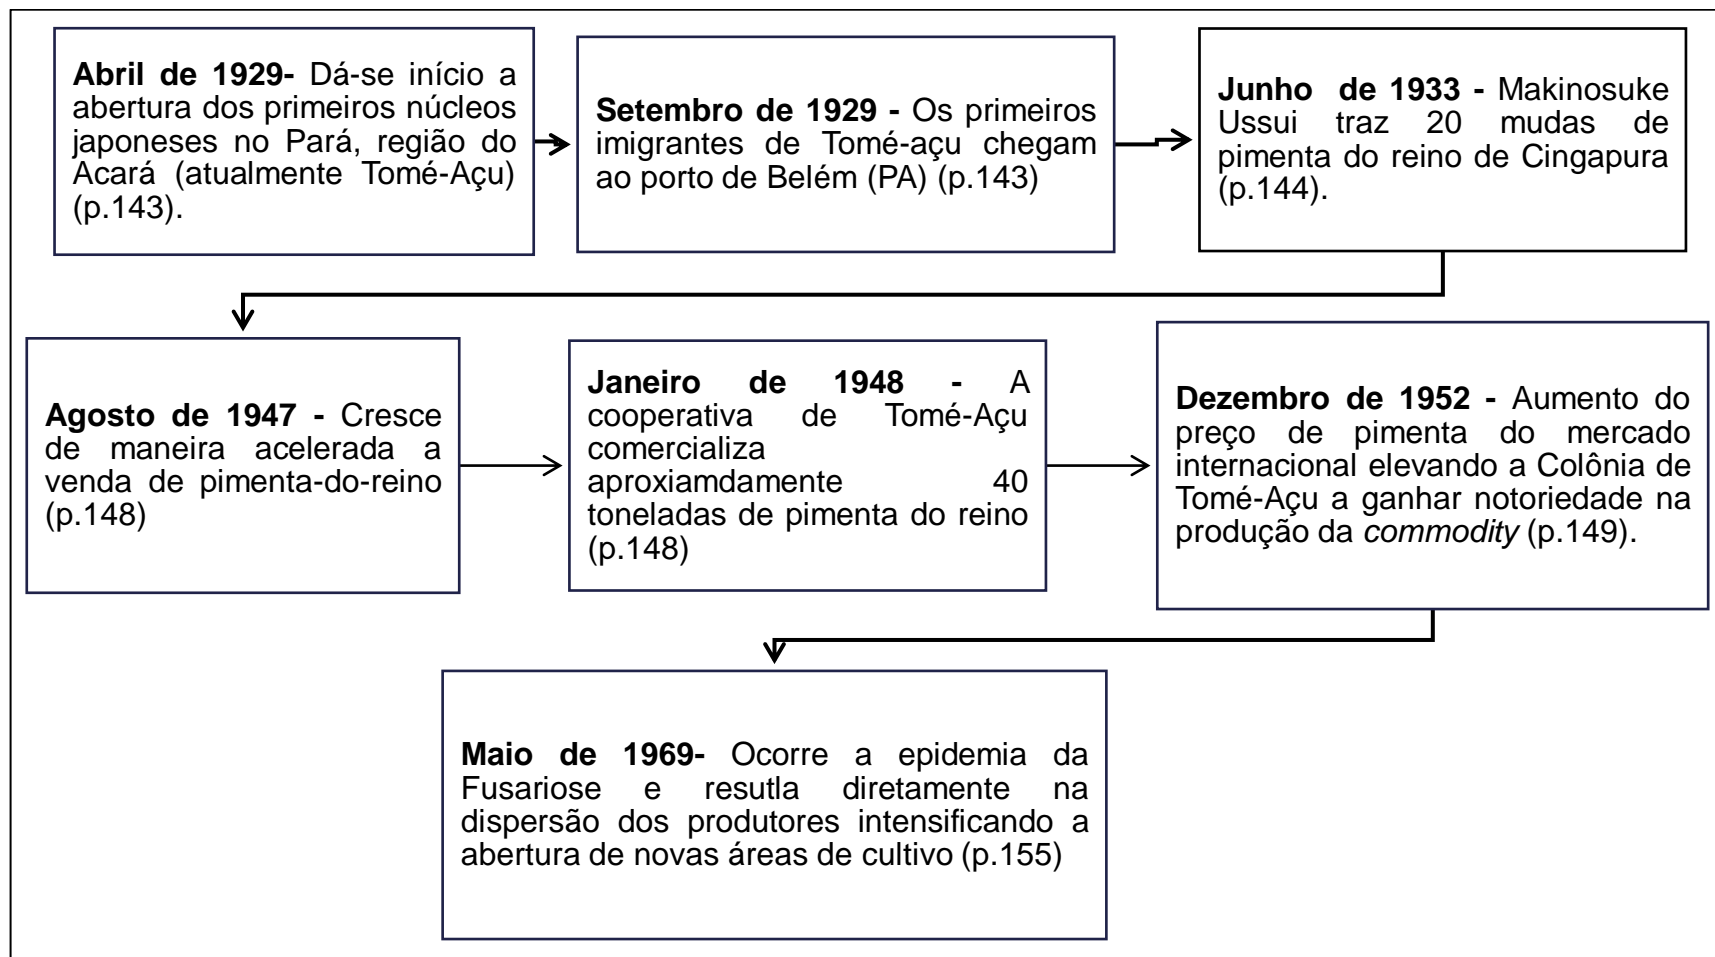 Abril de 1929- Dá-se início a
abertura dos primeiros núcleos
japoneses no Pará, região do
Acará (atualmente Tomé-Açu)
(p.143).
Setembro de 1929 - Os primeiros
imigrantes de Tomé-açu chegam
ao porto de Belém (PA) (p.143)
Junho de 1933 - Makinosuke
Ussui traz 20 mudas de
pimenta do reino de Cingapura
(p.144).
Agosto de 1947 - Cresce
de maneira acelerada a
venda de pimenta-do-reino
(p.148)
Janeiro de 1948 - A
cooperativa de Tomé-Açu
comercializa
aproxiamdamente 40
toneladas de pimenta do reino
(p.148)
Dezembro de 1952 - Aumento do
preço de pimenta do mercado
internacional elevando a Colônia de
Tomé-Açu a ganhar notoriedade na
produção da commodity (p.149).
Maio de 1969- Ocorre a epidemia da
Fusariose e resutla diretamente na
dispersão dos produtores intensificando a
abertura de novas áreas de cultivo (p.155)